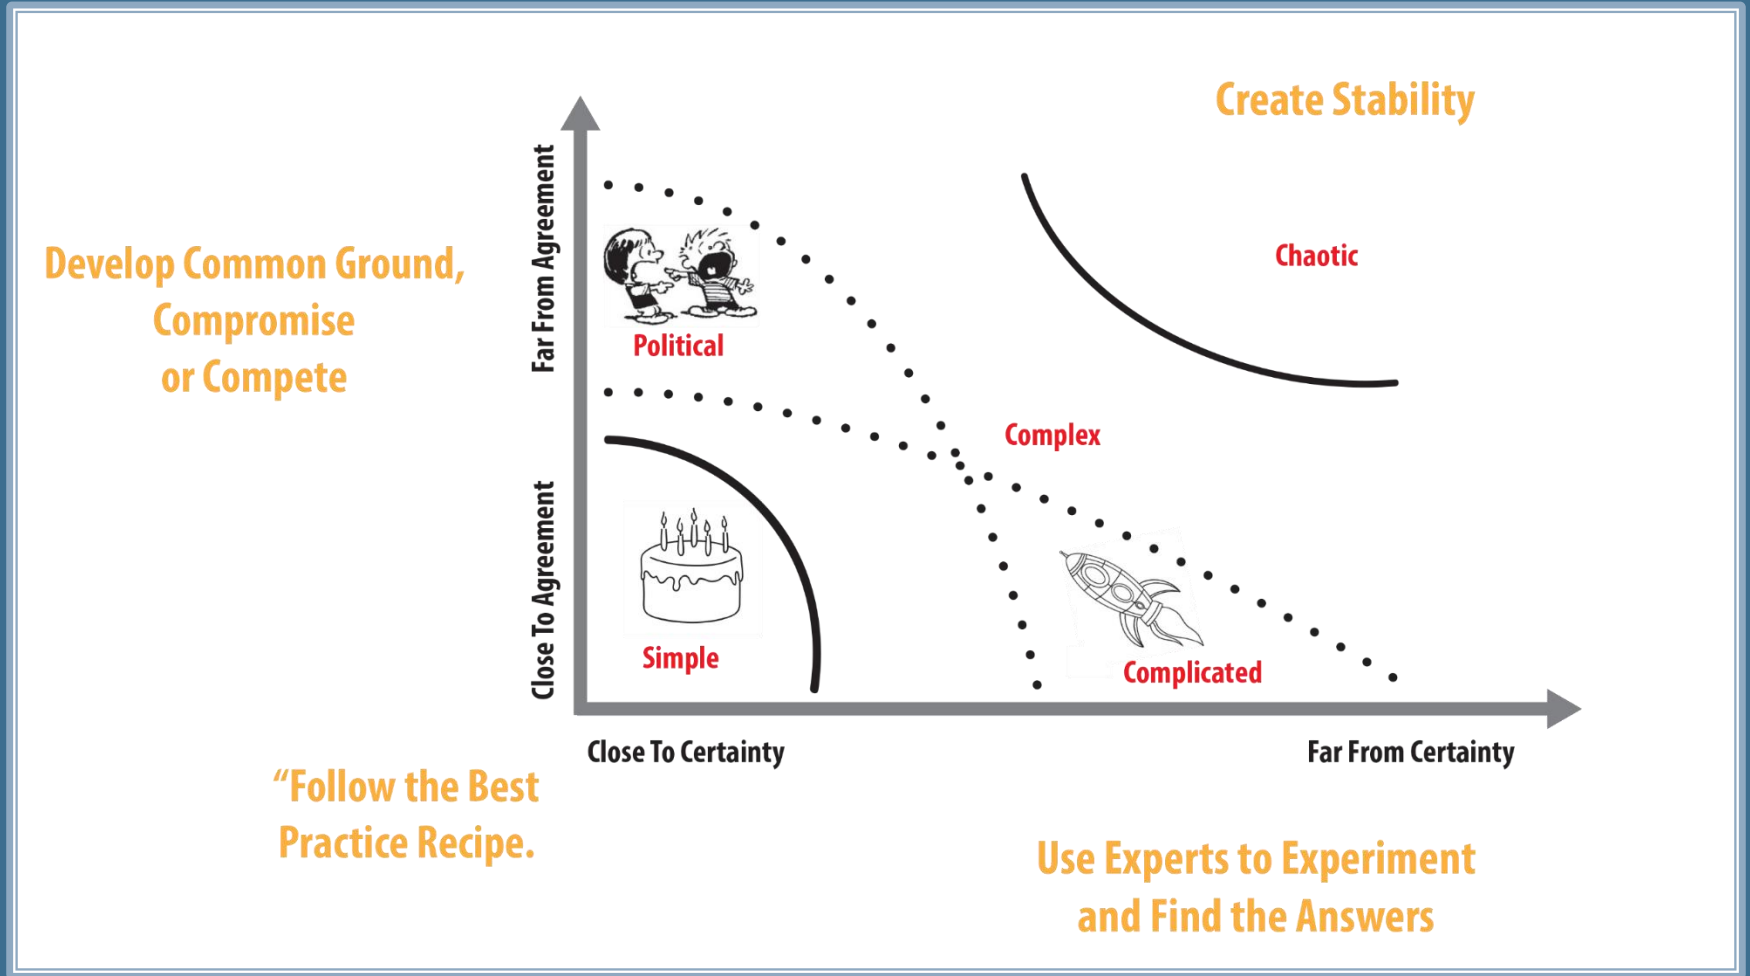 Create Stability
Far From Agreement
Chaotic
Develop Common Ground,
Compromise
or Compete
Political
Complex
Close To Agreement
Simple
Complicated
Close To Certainty
Far From Certainty
“Follow the Best
Practice Recipe.
Use Experts to Experiment
and Find the Answers